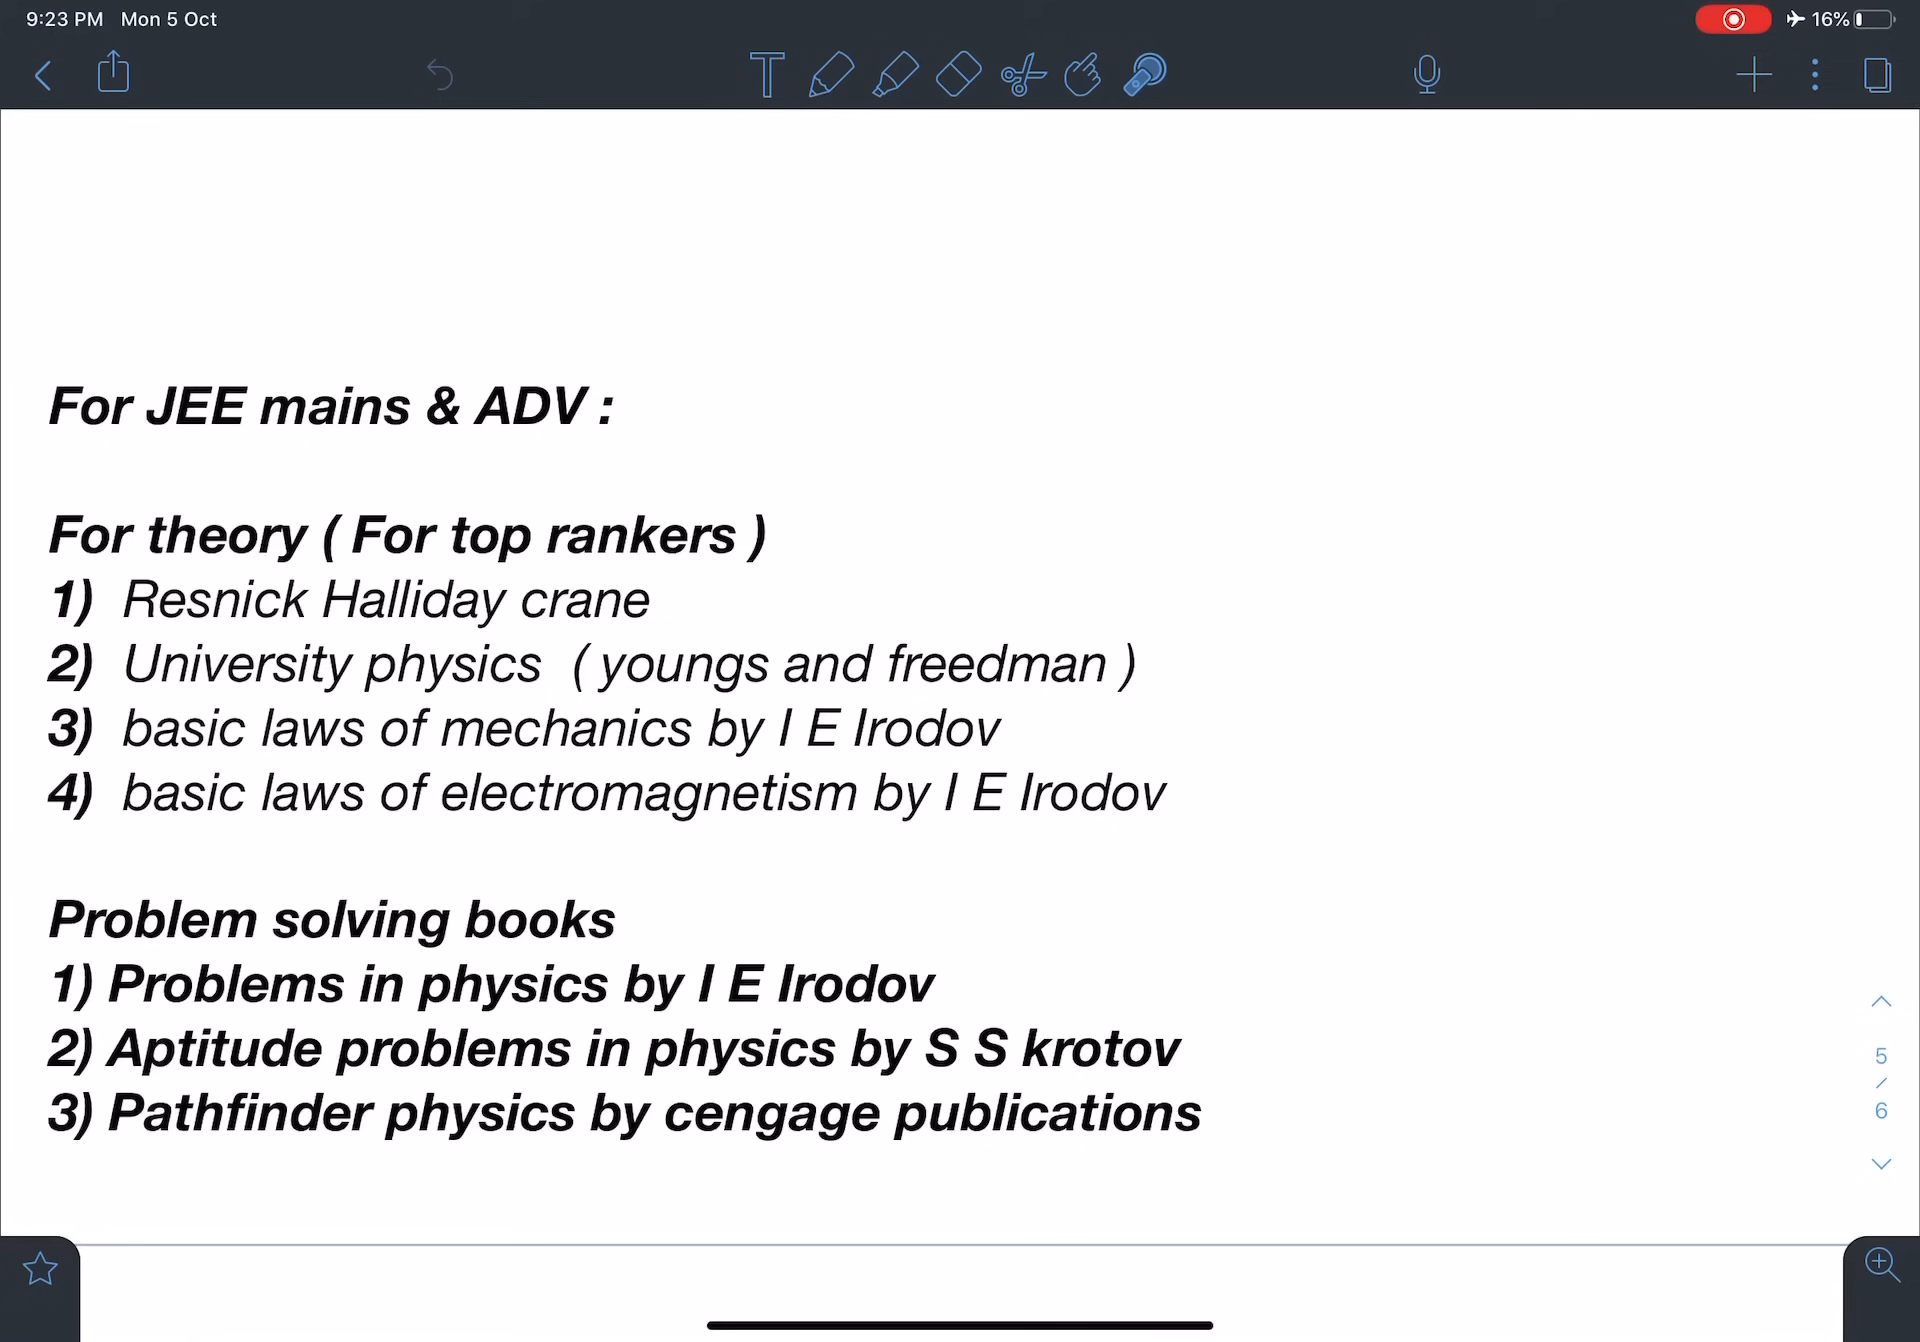 9:23 PM Mon 5 Oct
16%
For JEE mains & ADV :
For theory ( For top rankers )
1) Resnick Halliday crane
2) University physics ( youngs and freedman )
3) basic laws of mechanics by I E Irodov
4) basic laws of electromagnetism by I E Irodov
Problem solving books
1) Problems in physics by I E Irodov
2) Aptitude problems in physics by S S krotov
3) Pathfinder physics by cengage publications
5
/
6